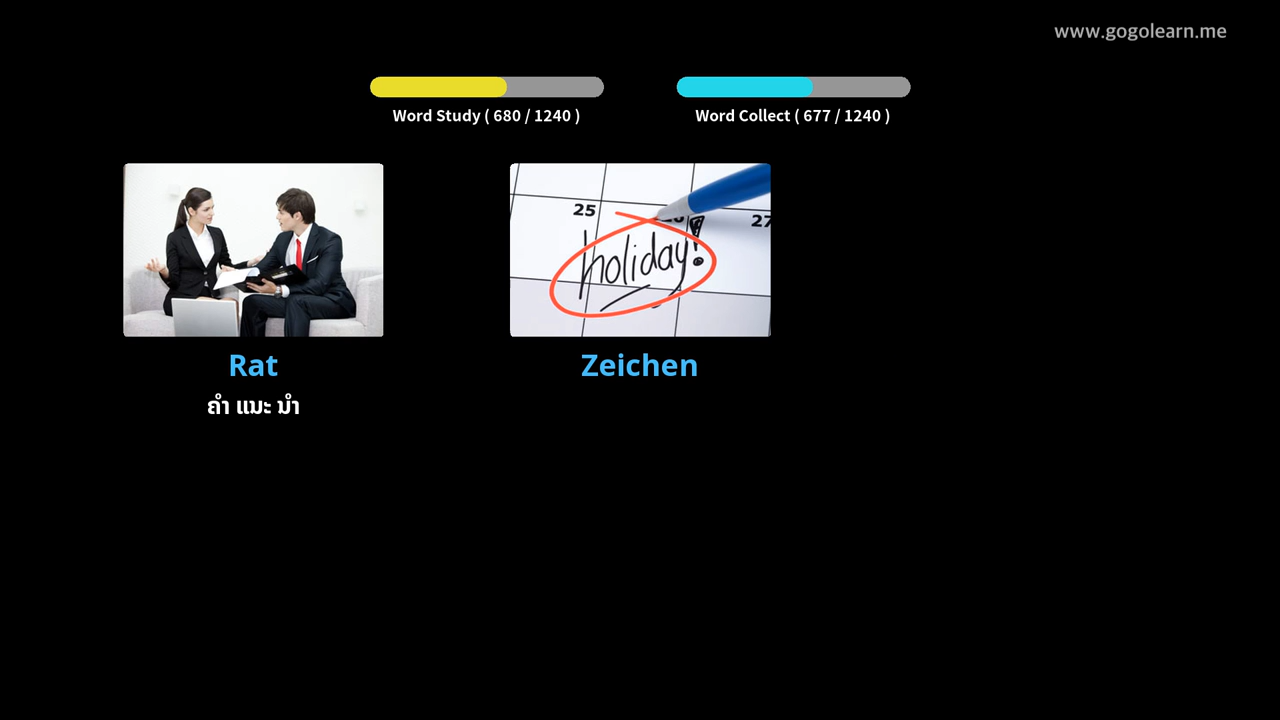 www.gogolearn.me
Word Study ( 680 / 1240 )
Word Collect ( 677 / 1240 )
25
27
holiday!
Rat
Zeichen
ຄຳ ແນະ ນຳ